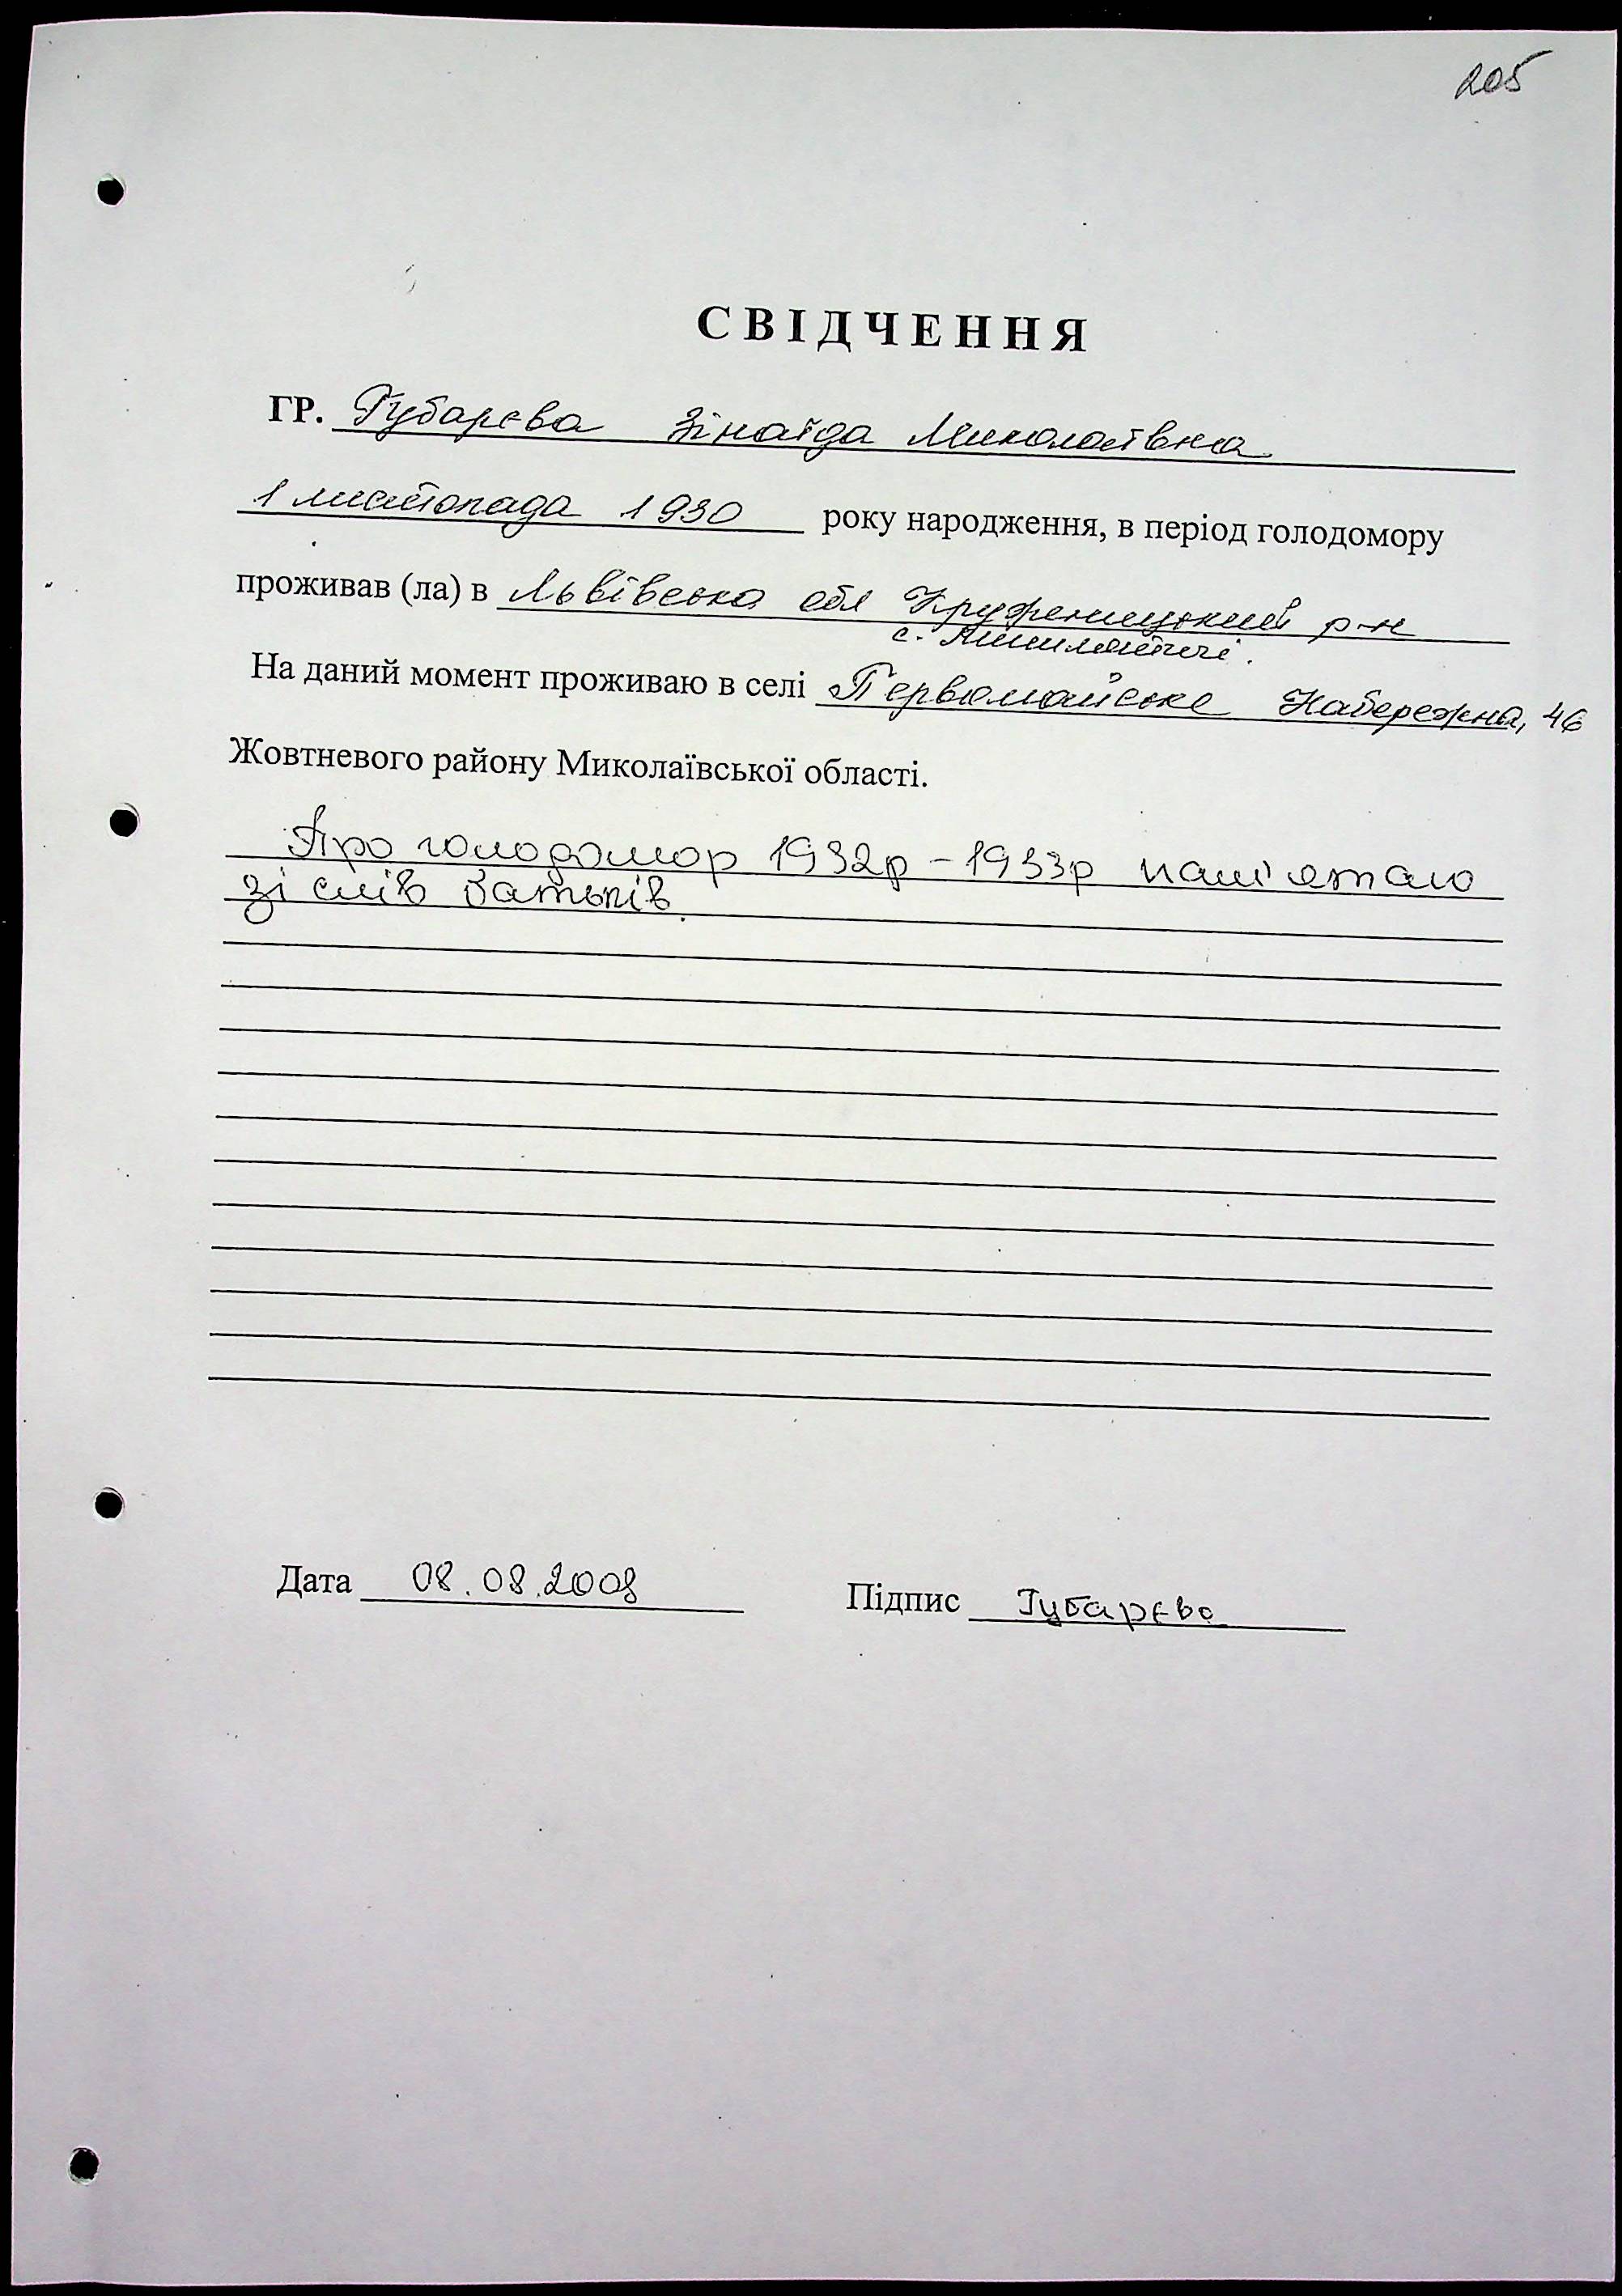 205
СВІДЧЕННЯ
ГР. Губарєва Зінаїда Миколаївна
1 листопада 1930 року народження, в період голодомору
проживав (ла) в Львівська обл р-н
с.
На даний момент проживаю в селі Первомайське Набережна, 46
Жовтневого району Миколаївської області.
Про голодомор 1932р – 1933р пам'ятаю
зі слів батьків.
Дата 08.08.2008 Підпис Губарєва